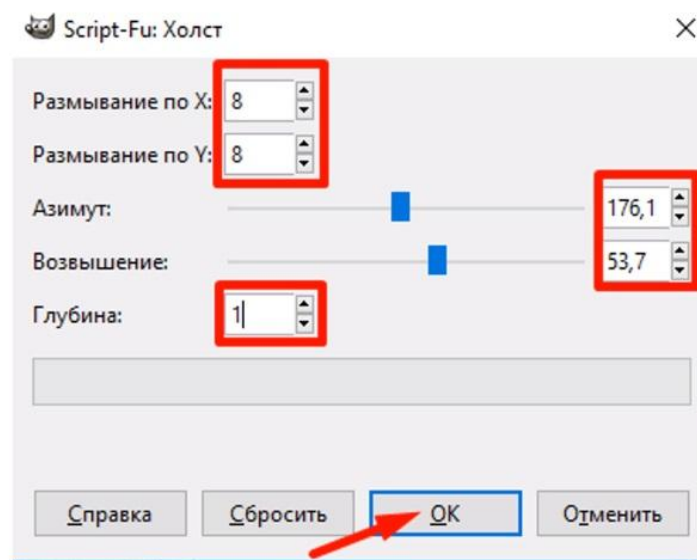 Script-Fu: Холст
Размывание по X: 8
Размывание по Y: 8
Азимут: 176,1
Возвышение: 53,7
Глубина: 1
Справка Сбросить OK Отменить